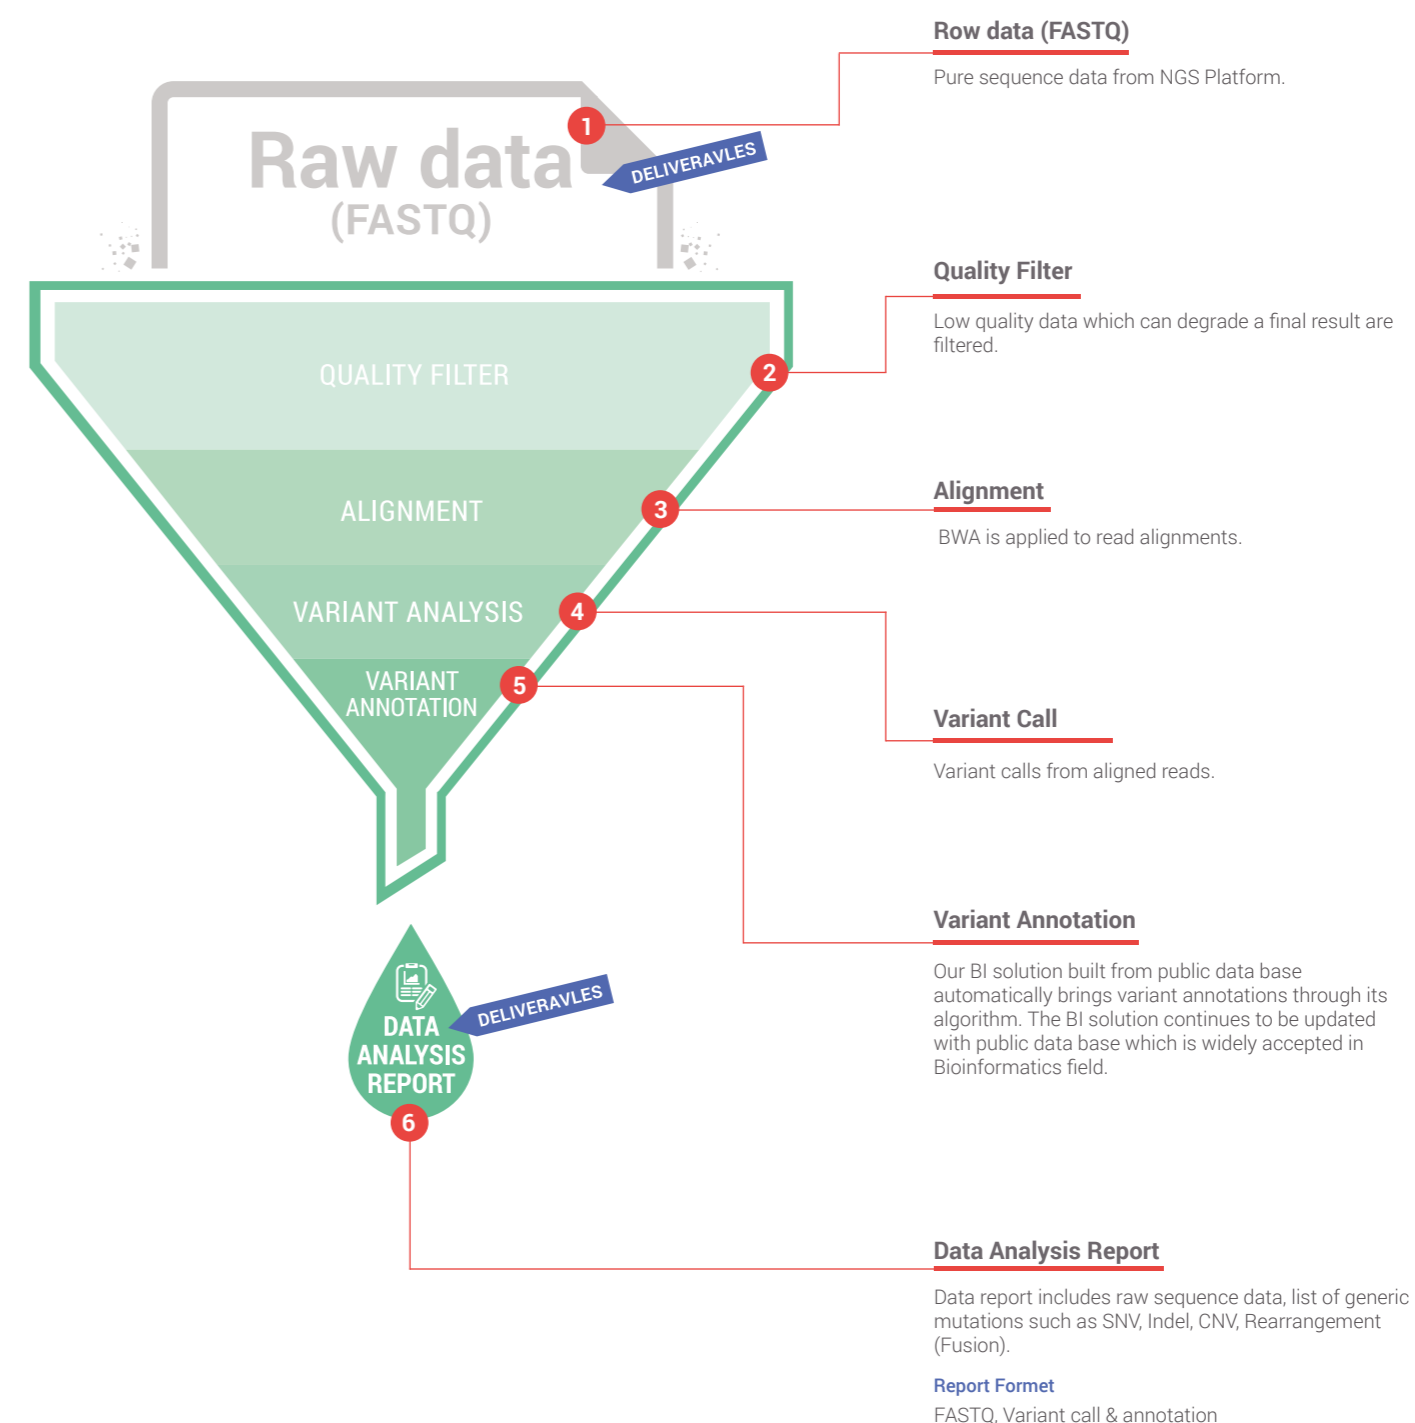 Row data (FASTQ)
Pure sequence data from NGS Platform.
1
Raw data
(FASTQ)
DELIVERAVLES
Quality Filter
Low quality data which can degrade a final result are
filtered.
QUALITY FILTER
2
Alignment
BWA is applied to read alignments.
ALIGNMENT
3
VARIANT ANALYSIS
4
VARIANT
ANNOTATION
5
Variant Call
Variant calls from aligned reads.
Variant Annotation
Our BI solution built from public data base
automatically brings variant annotations through its
algorithm. The BI solution continues to be updated
with public data base which is widely accepted in
Bioinformatics field.
DATA
ANALYSIS
REPORT
DELIVERAVLES
6
Data Analysis Report
Data report includes raw sequence data, list of generic
mutations such as SNV, Indel, CNV, Rearrangement
(Fusion).
Report Formet
FASTQ, Variant call & annotation